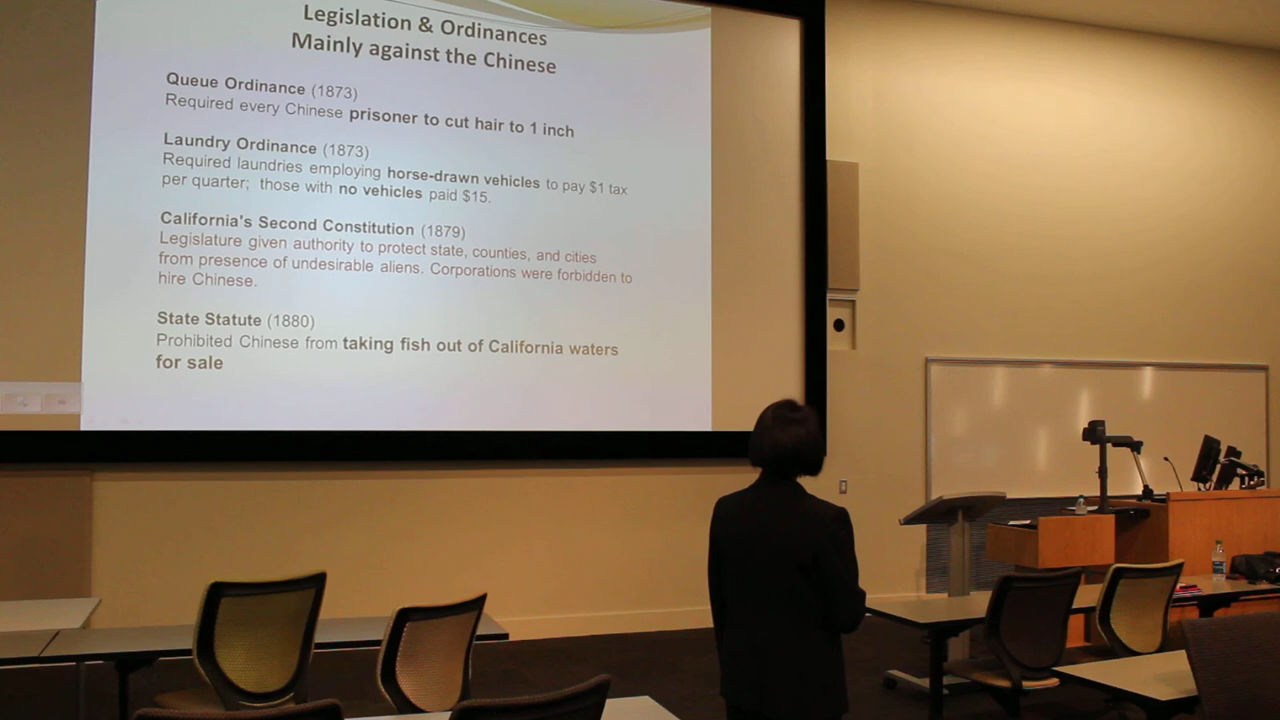 Legislation & Ordinances
Mainly against the Chinese
Queue Ordinance (1873)
Required every Chinese prisoner to cut hair to 1 inch
Laundry Ordinance (1873)
Required laundries employing horse-drawn vehicles to pay $1 tax
per quarter; those with no vehicles paid $15.
California's Second Constitution (1879)
Legislature given authority to protect state, counties, and cities
from presence of undesirable aliens. Corporations were forbidden to
hire Chinese.
State Statute (1880)
Prohibited Chinese from taking fish out of California waters
for sale